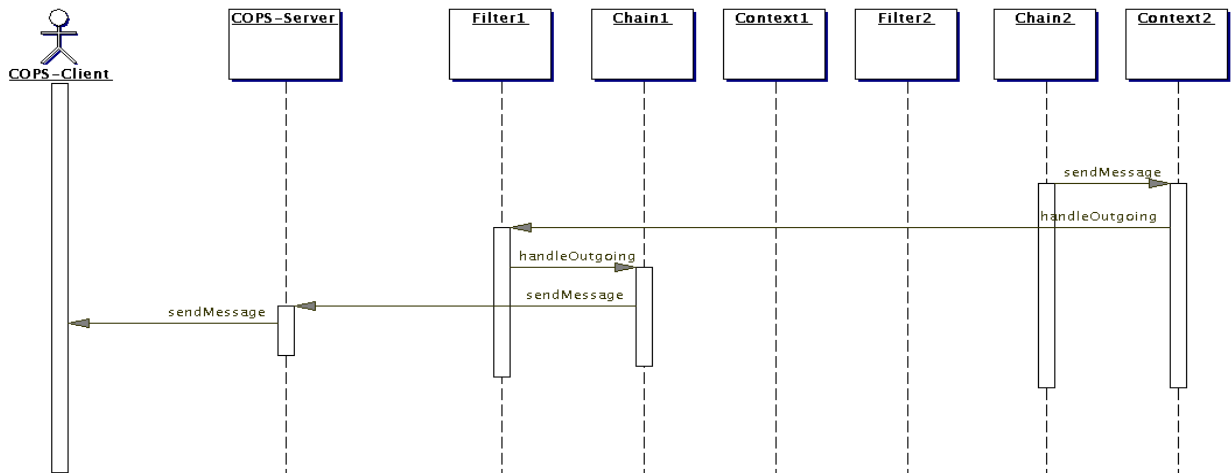 COPS-Server
Filter1
Chain1
Context1
Filter2
Chain2
Context2
COPS-Client
sendMessage
handleOutgoing
handleOutgoing
sendMessage
sendMessage